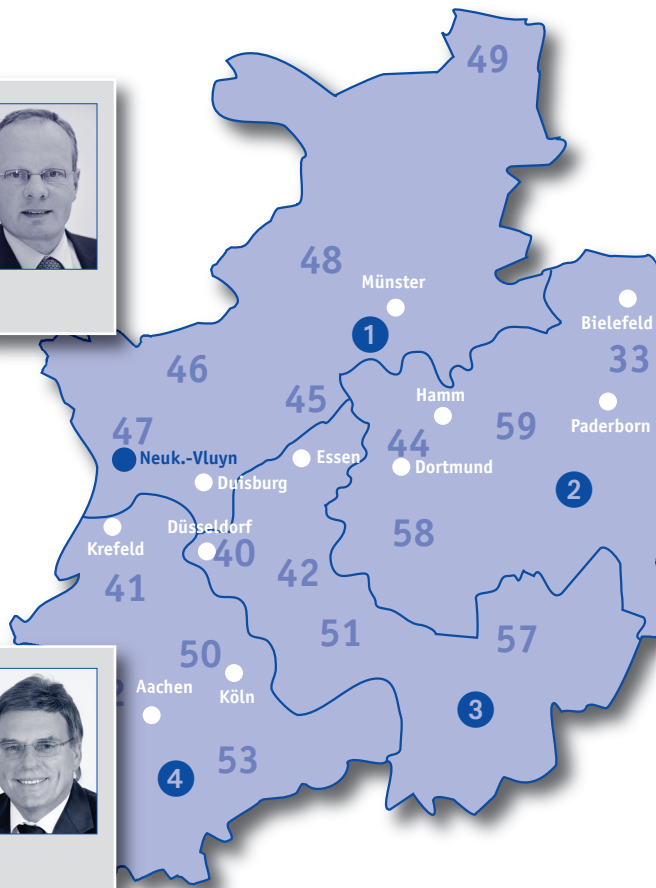 49
48
Münster
1
Bielefeld
33
46
45
Hamm
Paderborn
59
47
44
Neuk.-Vluyn
Essen
Dortmund
Duisburg
2
Düsseldorf
40
58
Krefeld
42
41
51
57
50
Aachen
Köln
3
53
4